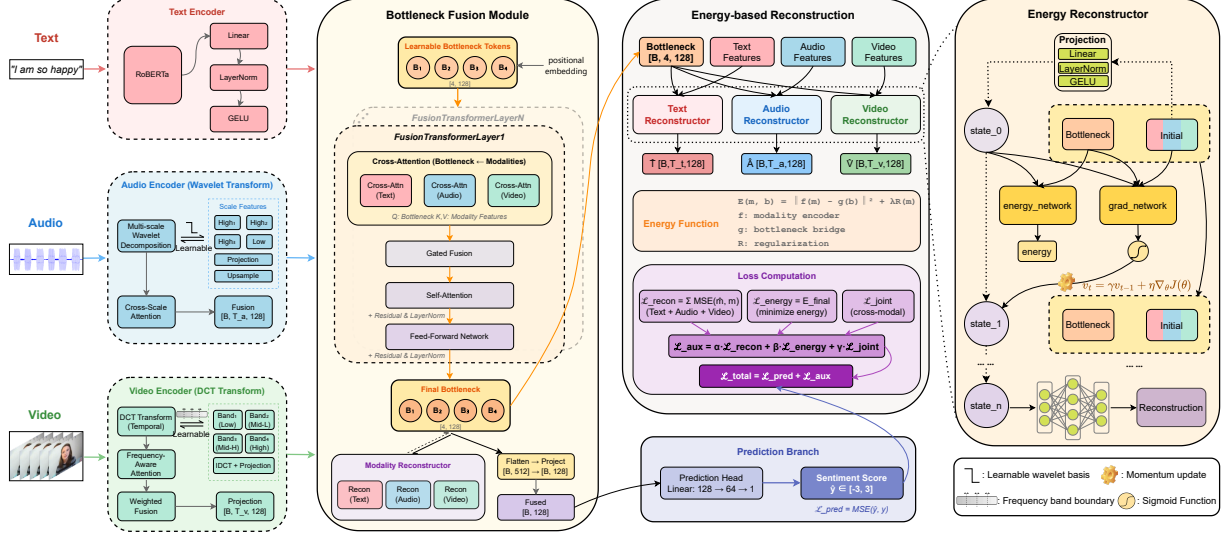 Text
"I am so happy"
Text Encoder
RoBERTa
Linear
LayerNorm
GELU
Audio
Audio Encoder (Wavelet Transform)
Multi-scale
Wavelet
Decomposition
Learnable
Scale Features
High₁
High₂
High₃
Low
Projection
Upsample
Cross-Scale
Attention
Fusion
[B, T_a, 128]
Video
Video Encoder (DCT Transform)
DCT Transform
(Temporal)
Learnable
Band₁
(Low)
Band₂
(Mid-L)
Band₃
(Mid-H)
Band₄
(High)
IDCT + Projection
Frequency-
Aware
Attention
Weighted
Fusion
Projection
[B, T_v, 128]
Bottleneck Fusion Module
Learnable Bottleneck Tokens
B₁
B₂
B₃
B₄
[4, 128]
positional
embedding
FusionTransformerLayerN
FusionTransformerLayer1
Cross-Attention (Bottleneck ← Modalities)
Cross-Attn
(Text)
Cross-Attn
(Audio)
Cross-Attn
(Video)
Q: Bottleneck K,V: Modality Features
Gated Fusion
Self-Attention
+ Residual & LayerNorm
Feed-Forward Network
+ Residual & LayerNorm
Final Bottleneck
B₁
B₂
B₃
B₄
[4, 128]
Modality Reconstructor
Recon
(Text)
Recon
(Audio)
Recon
(Video)
Flatten → Project
[B, 512] → [B, 128]
Fused
[B, 128]
Energy-based Reconstruction
Bottleneck
[B, 4, 128]
Text
Features
Audio
Features
Video
Features
Text
Reconstructor
Audio
Reconstructor
Video
Reconstructor
T̂ [B,T_t,128]
Â [B,T_a,128]
V̂ [B,T_v,128]
Energy Function
E(m, b) = ‖f(m) - g(b)‖² + λR(m)
f: modality encoder
g: bottleneck bridge
R: regularization
Loss Computation
ℒ_recon = Σ MSE(m̂, m)
(Text + Audio + Video)
ℒ_energy = E_final
(minimize energy)
ℒ_joint
(cross-modal)
ℒ_aux = α·ℒ_recon + β·ℒ_energy + γ·ℒ_joint
ℒ_total = ℒ_pred + ℒ_aux
Prediction Branch
Prediction Head
Linear: 128 → 64 → 1
Sentiment Score
ŷ ∈ [-3, 3]
ℒ_pred = MSE(ŷ, y)
Energy Reconstructor
Projection
Linear
LayerNorm
GELU
state_0
Bottleneck
Initial
energy_network
grad_network
energy
v_t = γv_{t−1} + η∇_θJ(θ)
state_1
Bottleneck
Initial
... ...
... ...
state_n
Reconstruction
: Learnable wavelet basis
: Momentum update
: Frequency band boundary
: Sigmoid Function